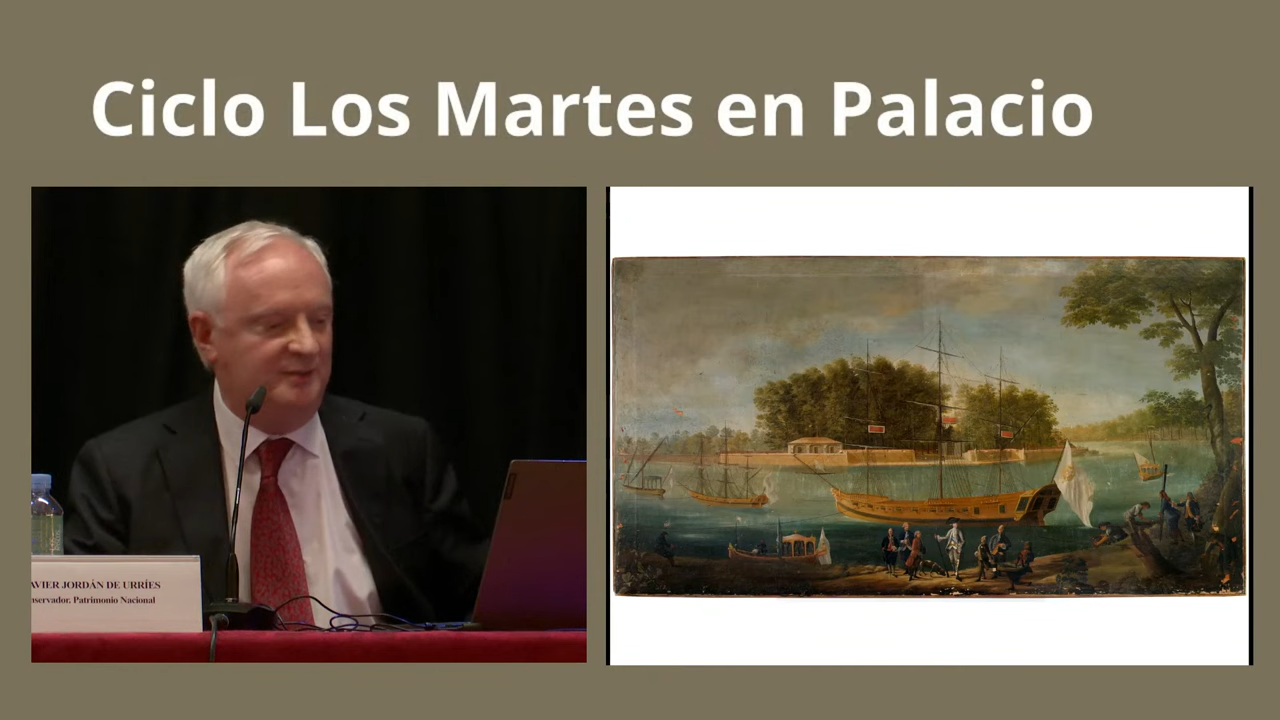 Ciclo Los Martes en Palacio
AVIER JORDÁN DE URRÍES
nservador, Patrimonio Nacional